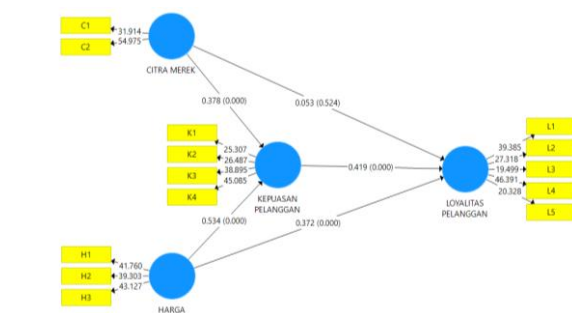 C1
C2
31.914
54.975
CITRA MEREK
0.378 (0.000)
0.053 (0.524)
K1
K2
K3
K4
25.307
26.487
38.895
45.085
KEPUASAN
PELANGGAN
0.419 (0.000)
0.534 (0.000)
0.372 (0.000)
L1
L2
L3
L4
L5
39.385
27.318
19.499
46.391
20.328
LOYALITAS
PELANGGAN
H1
H2
H3
41.760
39.303
43.127
HARGA